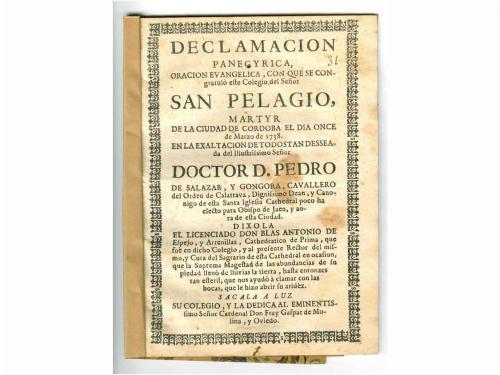 DECLAMACION
31
PANEGYRICA,
ORACION EVANGELICA, CON QUE SE CON-
gratulò este Colegio del Señor
SAN PELAGIO,
MARTYR
DE LA CIUDAD DE CORDOBA EL DIA ONCE
de Marzo de 1738.
EN LA EXALTACION DE TODOS TAN DESSEA-
da del Illustrissimo Señor
DOCTOR D. PEDRO
DE SALAZAR, Y GONGORA, CAVALLERO
del Orden de Calatrava, Dignissimo Dean, y Cano-
nigo de esta Santa Iglesia Cathedral poco ha
electo para Obispo de Jaen, y ao-
ra de esta Ciudad.
DIXOLA
EL LICENCIADO DON BLAS ANTONIO DE
Espejo, y Arrenillas, Cathedratico de Prima, que
fuè en dicho Colegio, y al presente Rector del mis-
mo, y Cura del Sagrario de esta Cathedral en ocasion,
que la Suprema Magestad de las abundancias de su
piedad llenò de lluvias la tierra, hasta entonces
tan esteril, que nos ayudò à clamar con las
bocas, que le hizo abrir su aridèz.
SACALA A LUZ
SU COLEGIO, Y LA DEDICA AL EMINENTIS-
simo Señor Cardenal Don Fray Gaspar de Mo-
lina, y Oviedo.